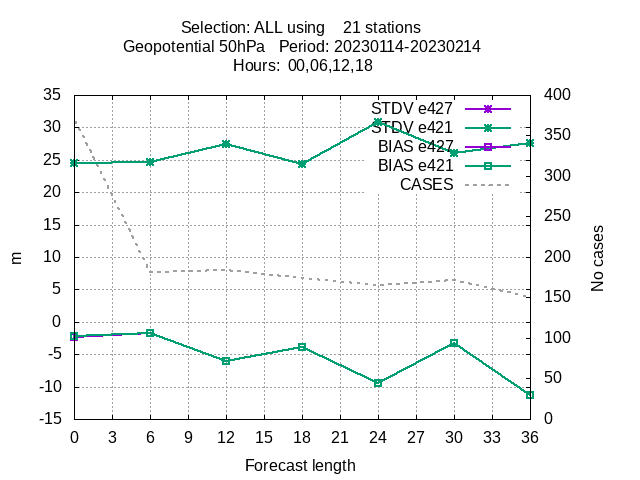 Selection: ALL using    21 stations
Geopotential 50hPa   Period: 20230114-20230214
Hours:  00,06,12,18
STDV e427
STDV e421
BIAS e427
BIAS e421
CASES
35
30
25
20
15
10
5
0
-5
-10
-15
m
400
350
300
250
200
150
100
50
0
No cases
0 3 6 9 12 15 18 21 24 27 30 33 36
Forecast length